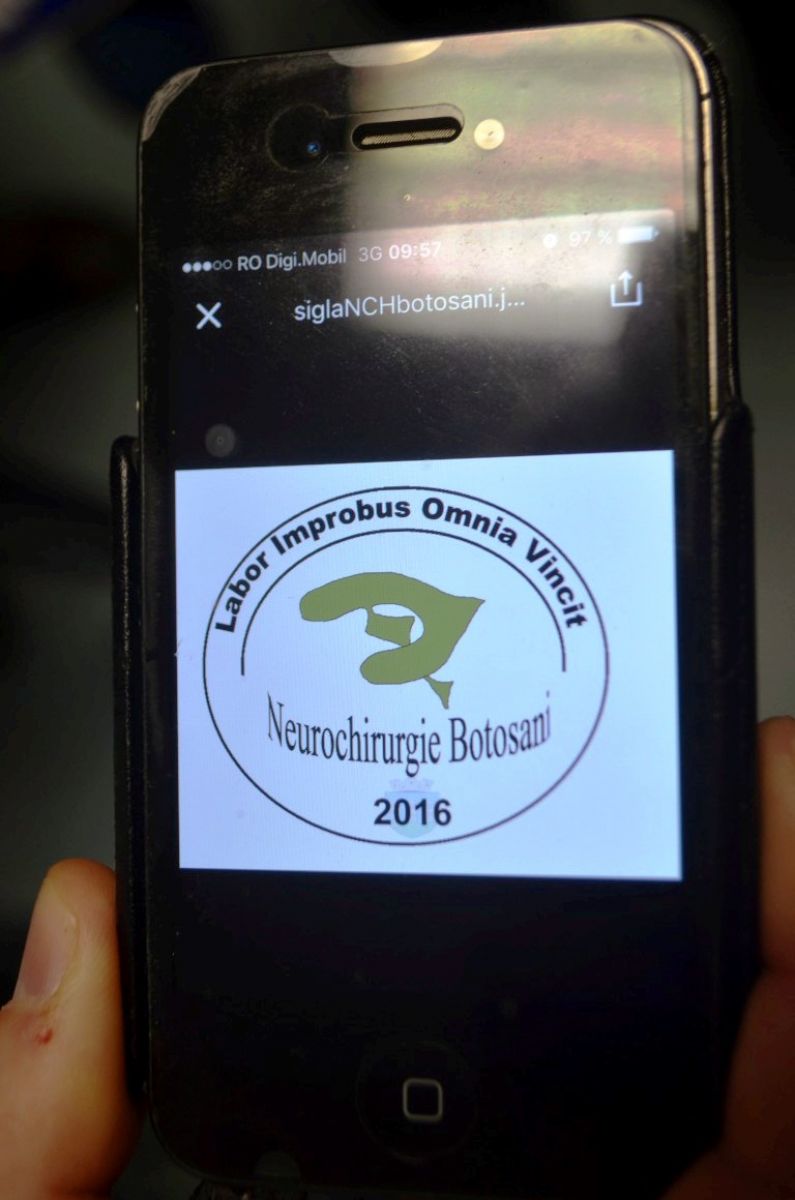 RO Digi.Mobil 3G 09:57 97 %
siglaNCHbotosani.j...
Labor Improbus Omnia Vincit
Neurochirurgie Botosani
2016